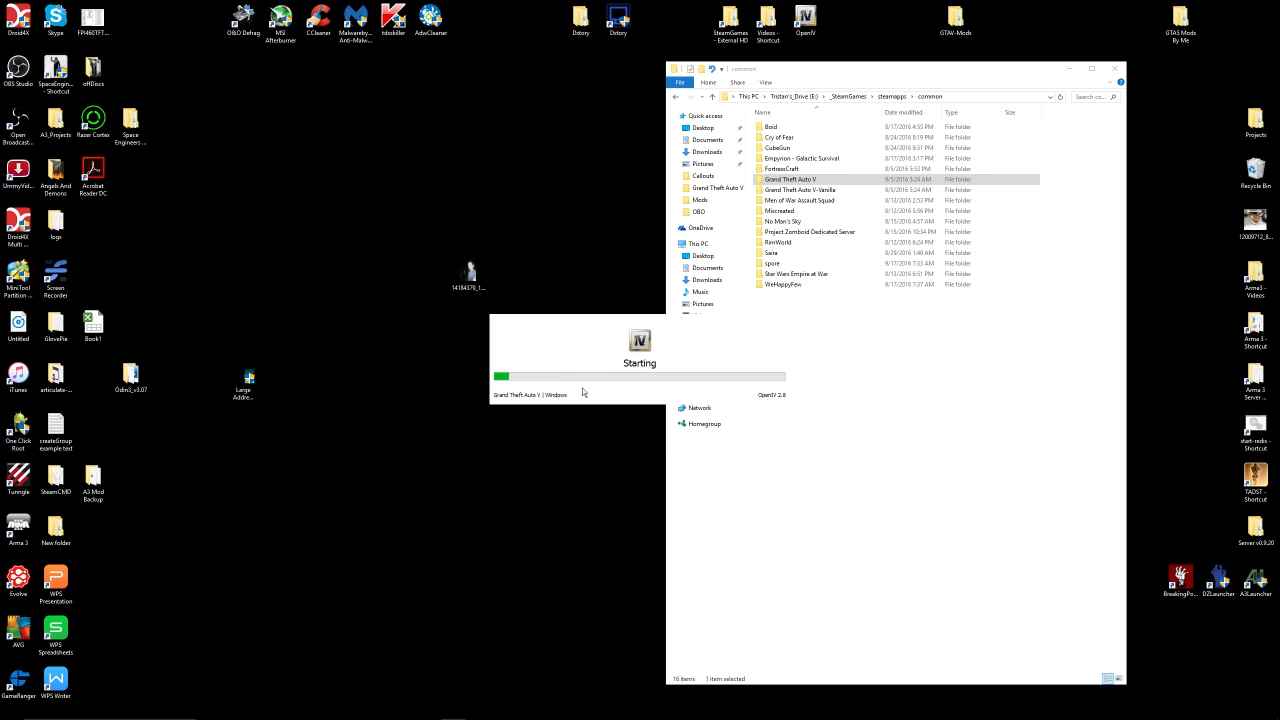 Droid4X
Skype
FPI460TFT...
O&O Defrag
MSI
Afterburner
CCleaner
Malwareby...
Anti-Malw...
tdsskiller
AdwCleaner
Dxtory
Dxtory
SteamGames
- External HD
Videos -
Shortcut
OpenIV
GTAV-Mods
GTA5 Mods
By Me
OBS Studio
SpaceEngin...
- Shortcut
offDocs
Open
Broadcast...
A3_Projects
Razer Cortex
Space
Engineers ...
UmmyVid...
Angels And
Demons
Acrobat
Reader DC
Droid4X
Multi ...
logs
MiniTool
Partition ...
Screen
Recorder
Untitled
GlovePie
Book1
iTunes
articulate-...
Odin3_v3.07
Large
Addre...
One Click
Root
createGroup
example text
Tunngle
SteamCMD
A3 Mod
Backup
Arma 3
New folder
Evolve
WPS
Presentation
AVG
WPS
Spreadsheets
GameRanger
WPS Writer
14184379_1...
common
File
Home
Share
View
This PC
Tristan's_Drive (E:)
_SteamGames
steamapps
common
Search co...
Name
Date modified
Type
Size
Quick access
Desktop
Documents
Downloads
Pictures
Callouts
Grand Theft Auto V
Mods
OBO
OneDrive
This PC
Desktop
Documents
Downloads
Music
Pictures
Network
Homegroup
Boid 8/17/2016 4:55 PM File folder
Cry of Fear 8/24/2016 8:19 PM File folder
CubeGun 8/24/2016 9:31 PM File folder
Empyrion - Galactic Survival 8/17/2016 3:17 PM File folder
FortressCraft 8/5/2016 5:53 PM File folder
Grand Theft Auto V 9/5/2016 5:24 AM File folder
Grand Theft Auto V-Vanilla 9/5/2016 5:24 AM File folder
Men of War Assault Squad 8/13/2016 2:53 PM File folder
Miscreated 8/12/2016 5:56 PM File folder
No Man's Sky 8/15/2016 4:57 AM File folder
Project Zomboid Dedicated Server 8/15/2016 10:34 PM File folder
RimWorld 8/12/2016 6:24 PM File folder
Saira 8/29/2016 1:49 AM File folder
spore 9/17/2016 7:33 AM File folder
Star Wars Empire at War 8/13/2016 6:51 PM File folder
WeHappyFew 9/17/2016 7:37 AM File folder
16 items
1 item selected
IV
Starting
Grand Theft Auto V | Windows
OpenIV 2.8
Projects
Recycle Bin
12009712_8...
Arma3 -
Videos
Arma 3 -
Shortcut
Arma 3
Server ...
start-redis -
Shortcut
TADST -
Shortcut
Server v0.9.20
BreakingPo...
DZLauncher
A3Launcher